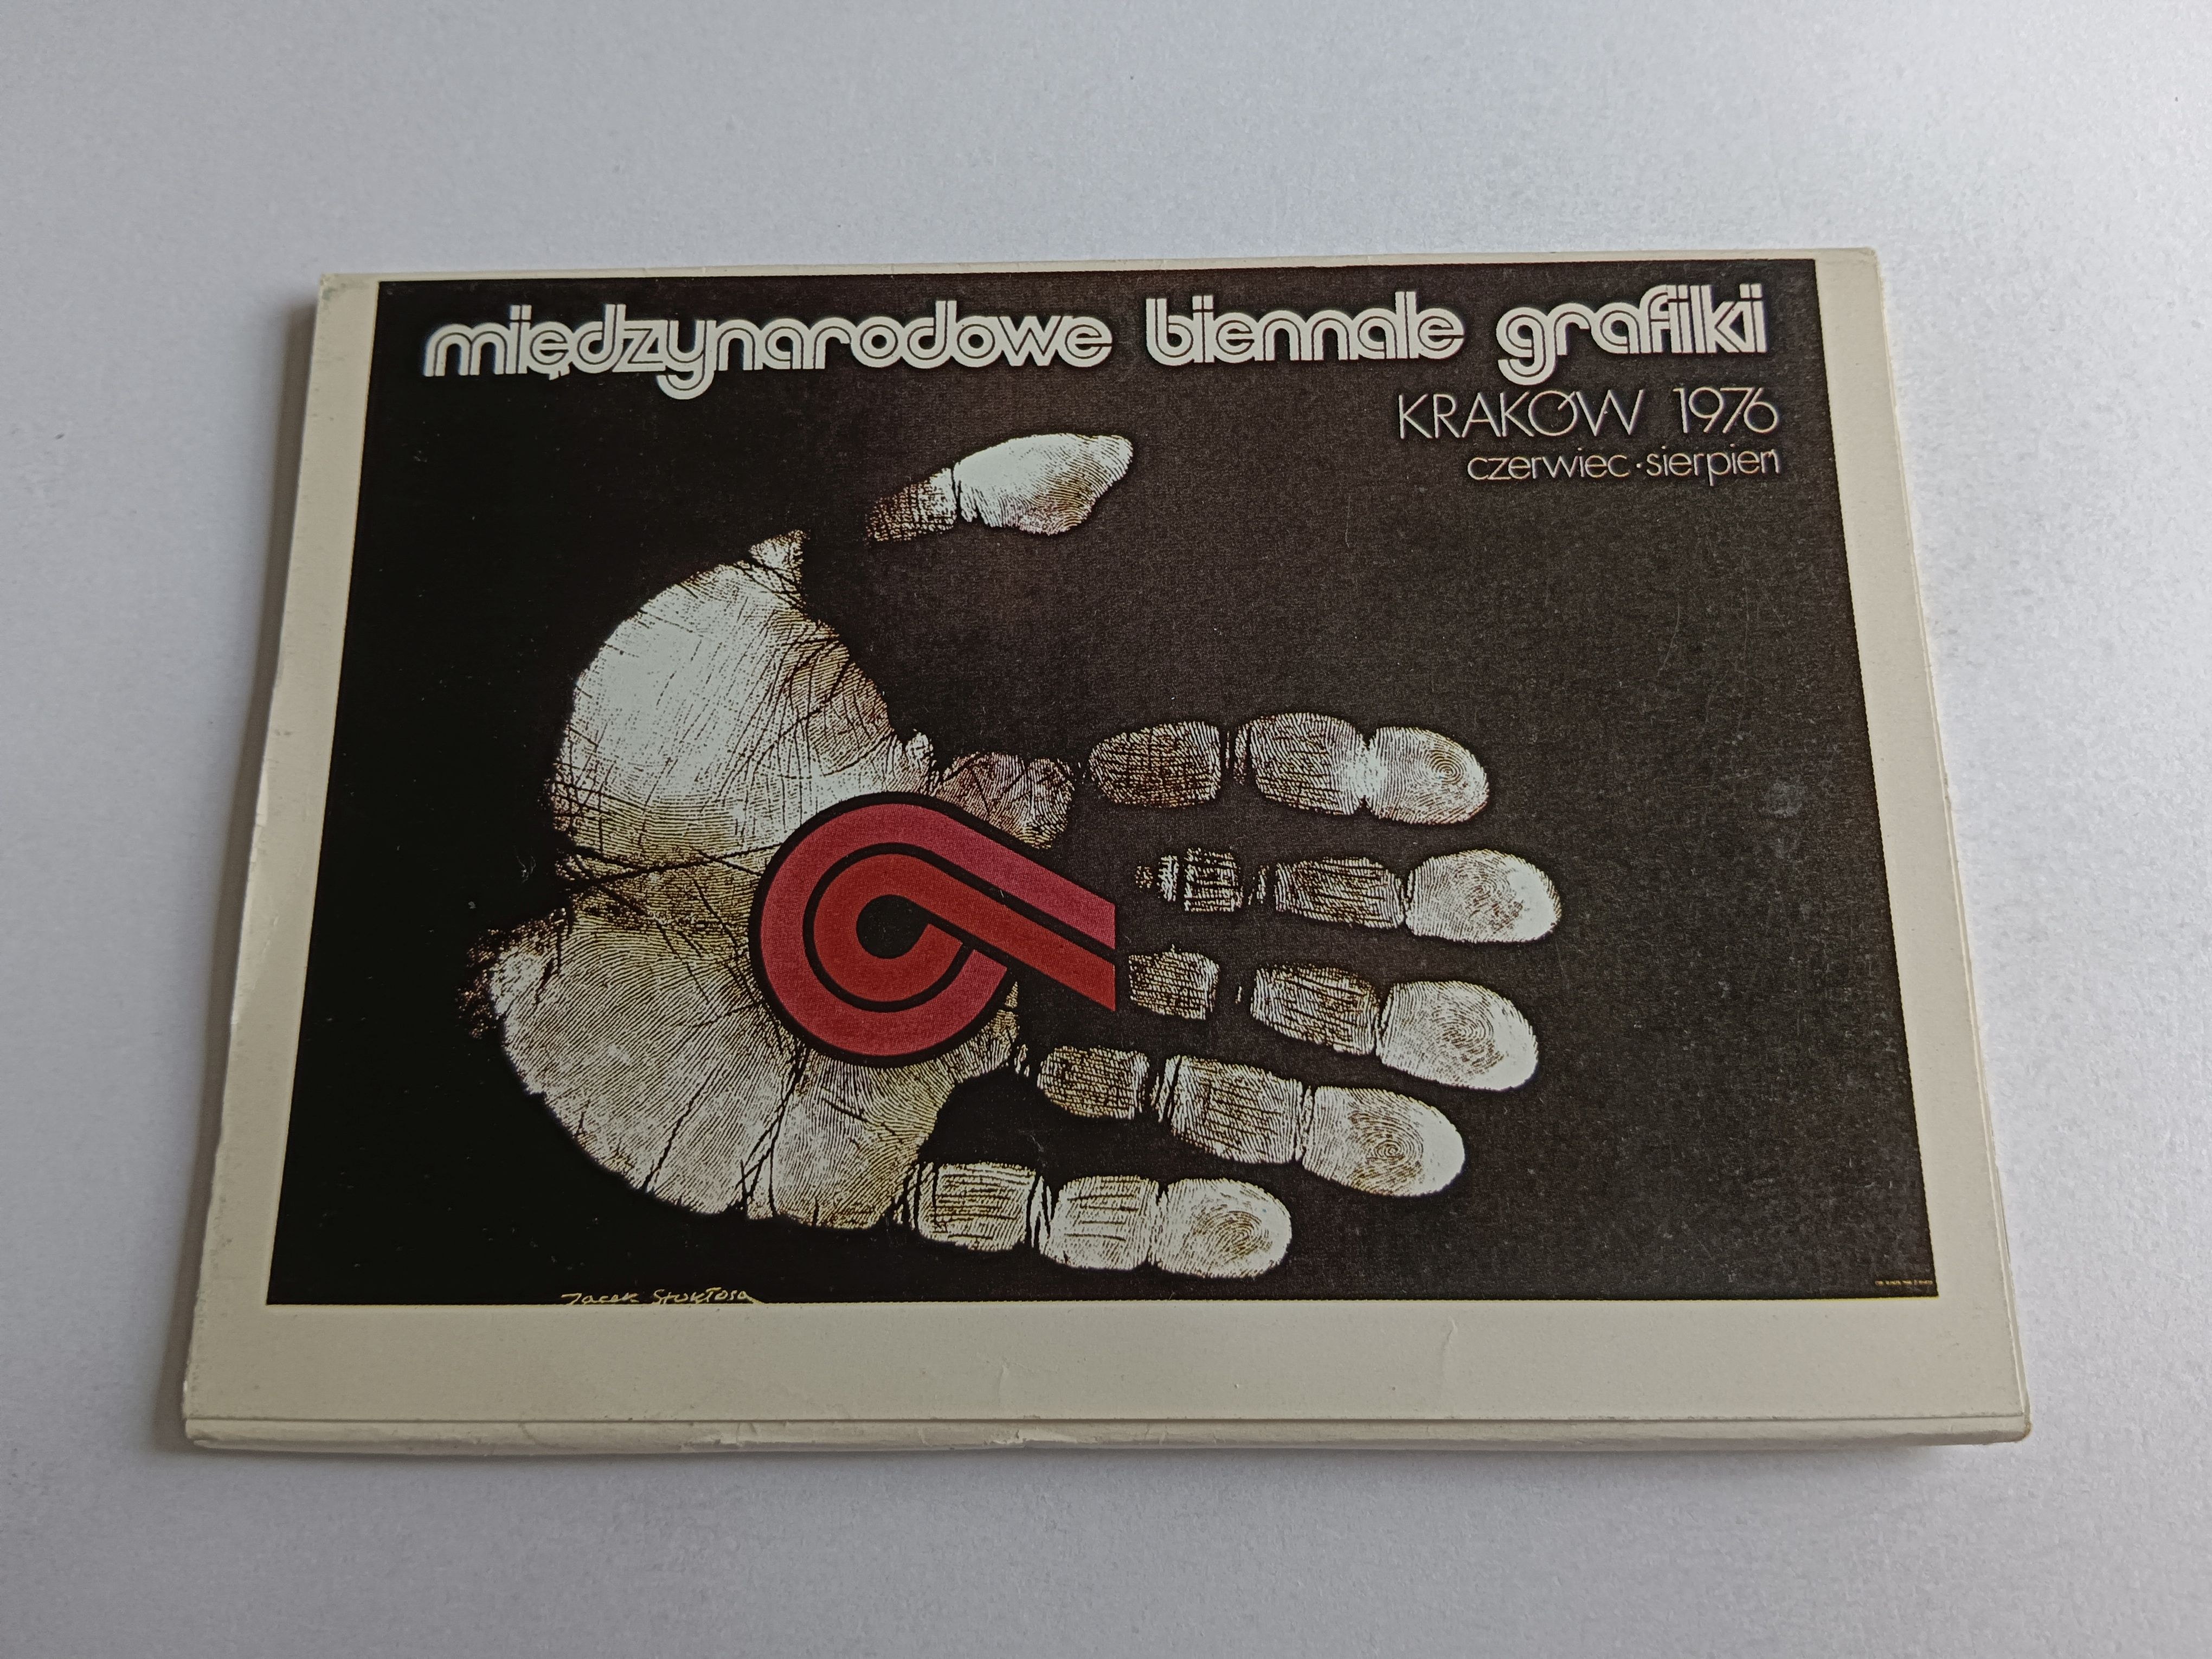 międzynarodowe biennale grafiki
KRAKÓW 1976
czerwiec·sierpień
Jacek Stokłosa